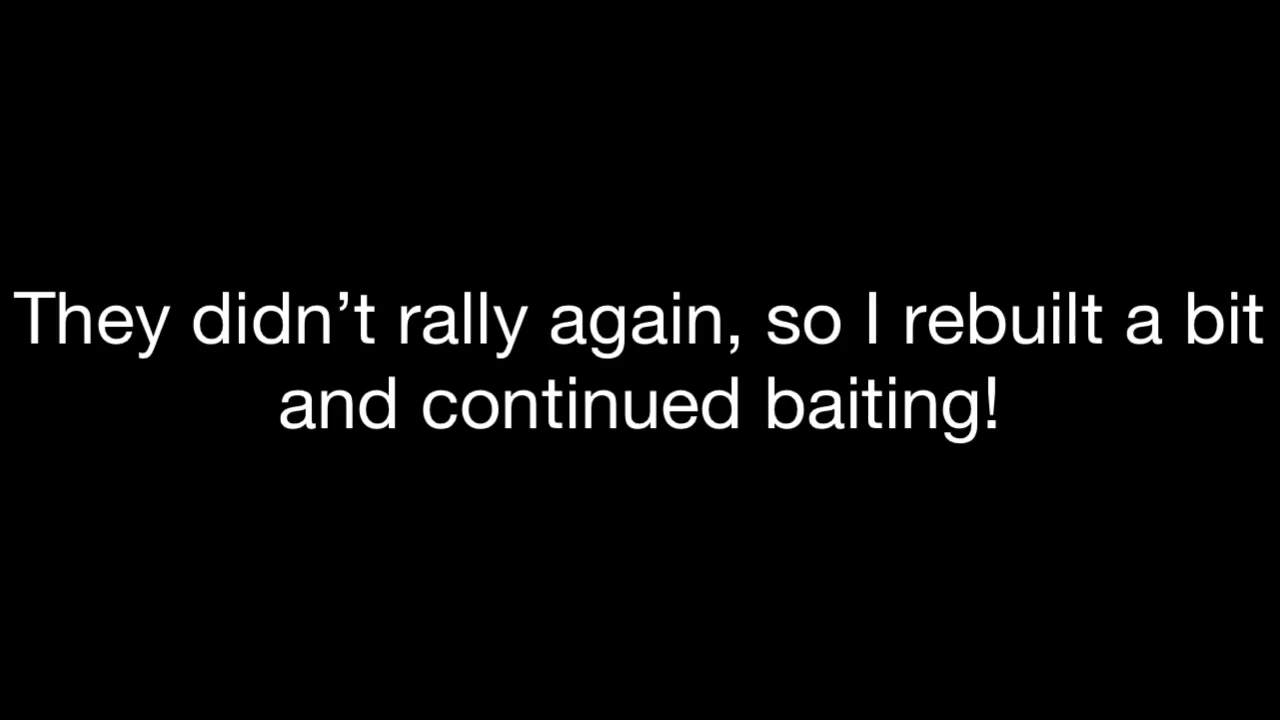 They didn’t rally again, so I rebuilt a bit
and continued baiting!